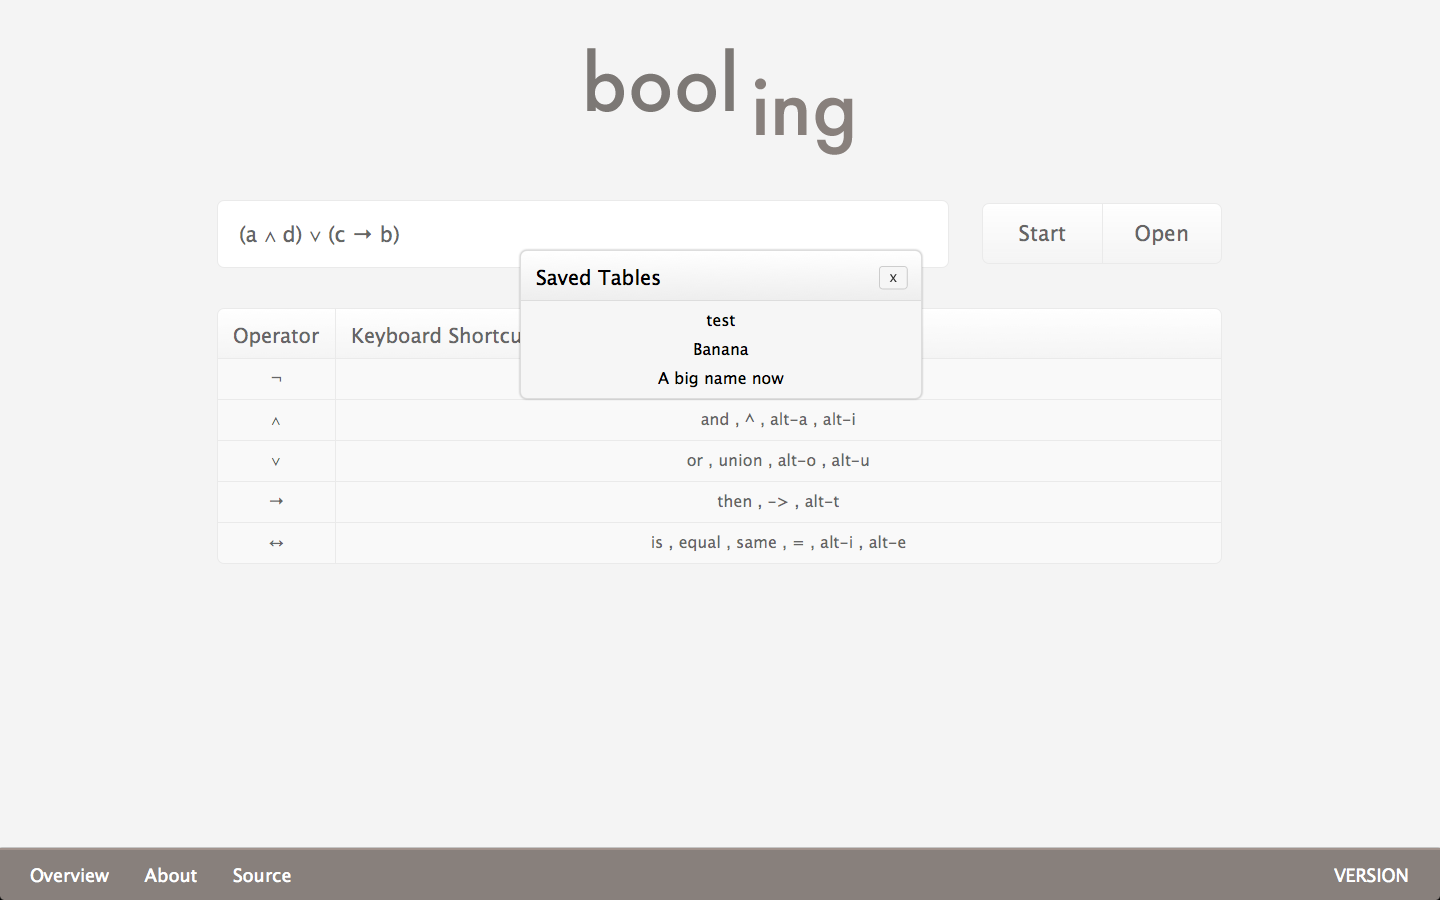 bool ing
(a ∧ d) ∨ (c → b)
Start
Open
Saved Tables
x
test
Banana
A big name now
Operator
Keyboard
¬
∧
and , ^ , alt-a , alt-i
∨
or , union , alt-o , alt-u
→
then , -> , alt-t
↔
is , equal , same , = , alt-i , alt-e
Overview
About
Source
VERSION